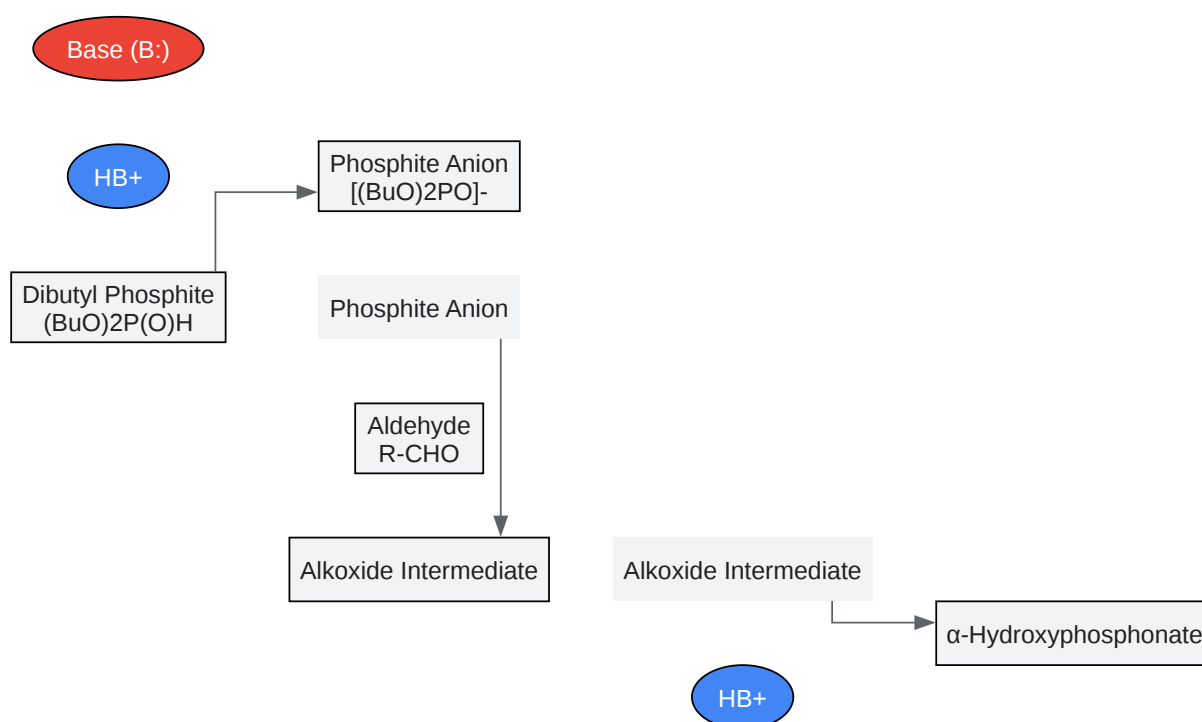 Base (B:)
HB+
Phosphite Anion
[(BuO)2PO]-
Dibutyl Phosphite
(BuO)2P(O)H
Phosphite Anion
Aldehyde
R-CHO
Alkoxide Intermediate
Alkoxide Intermediate
α-Hydroxyphosphonate
HB+